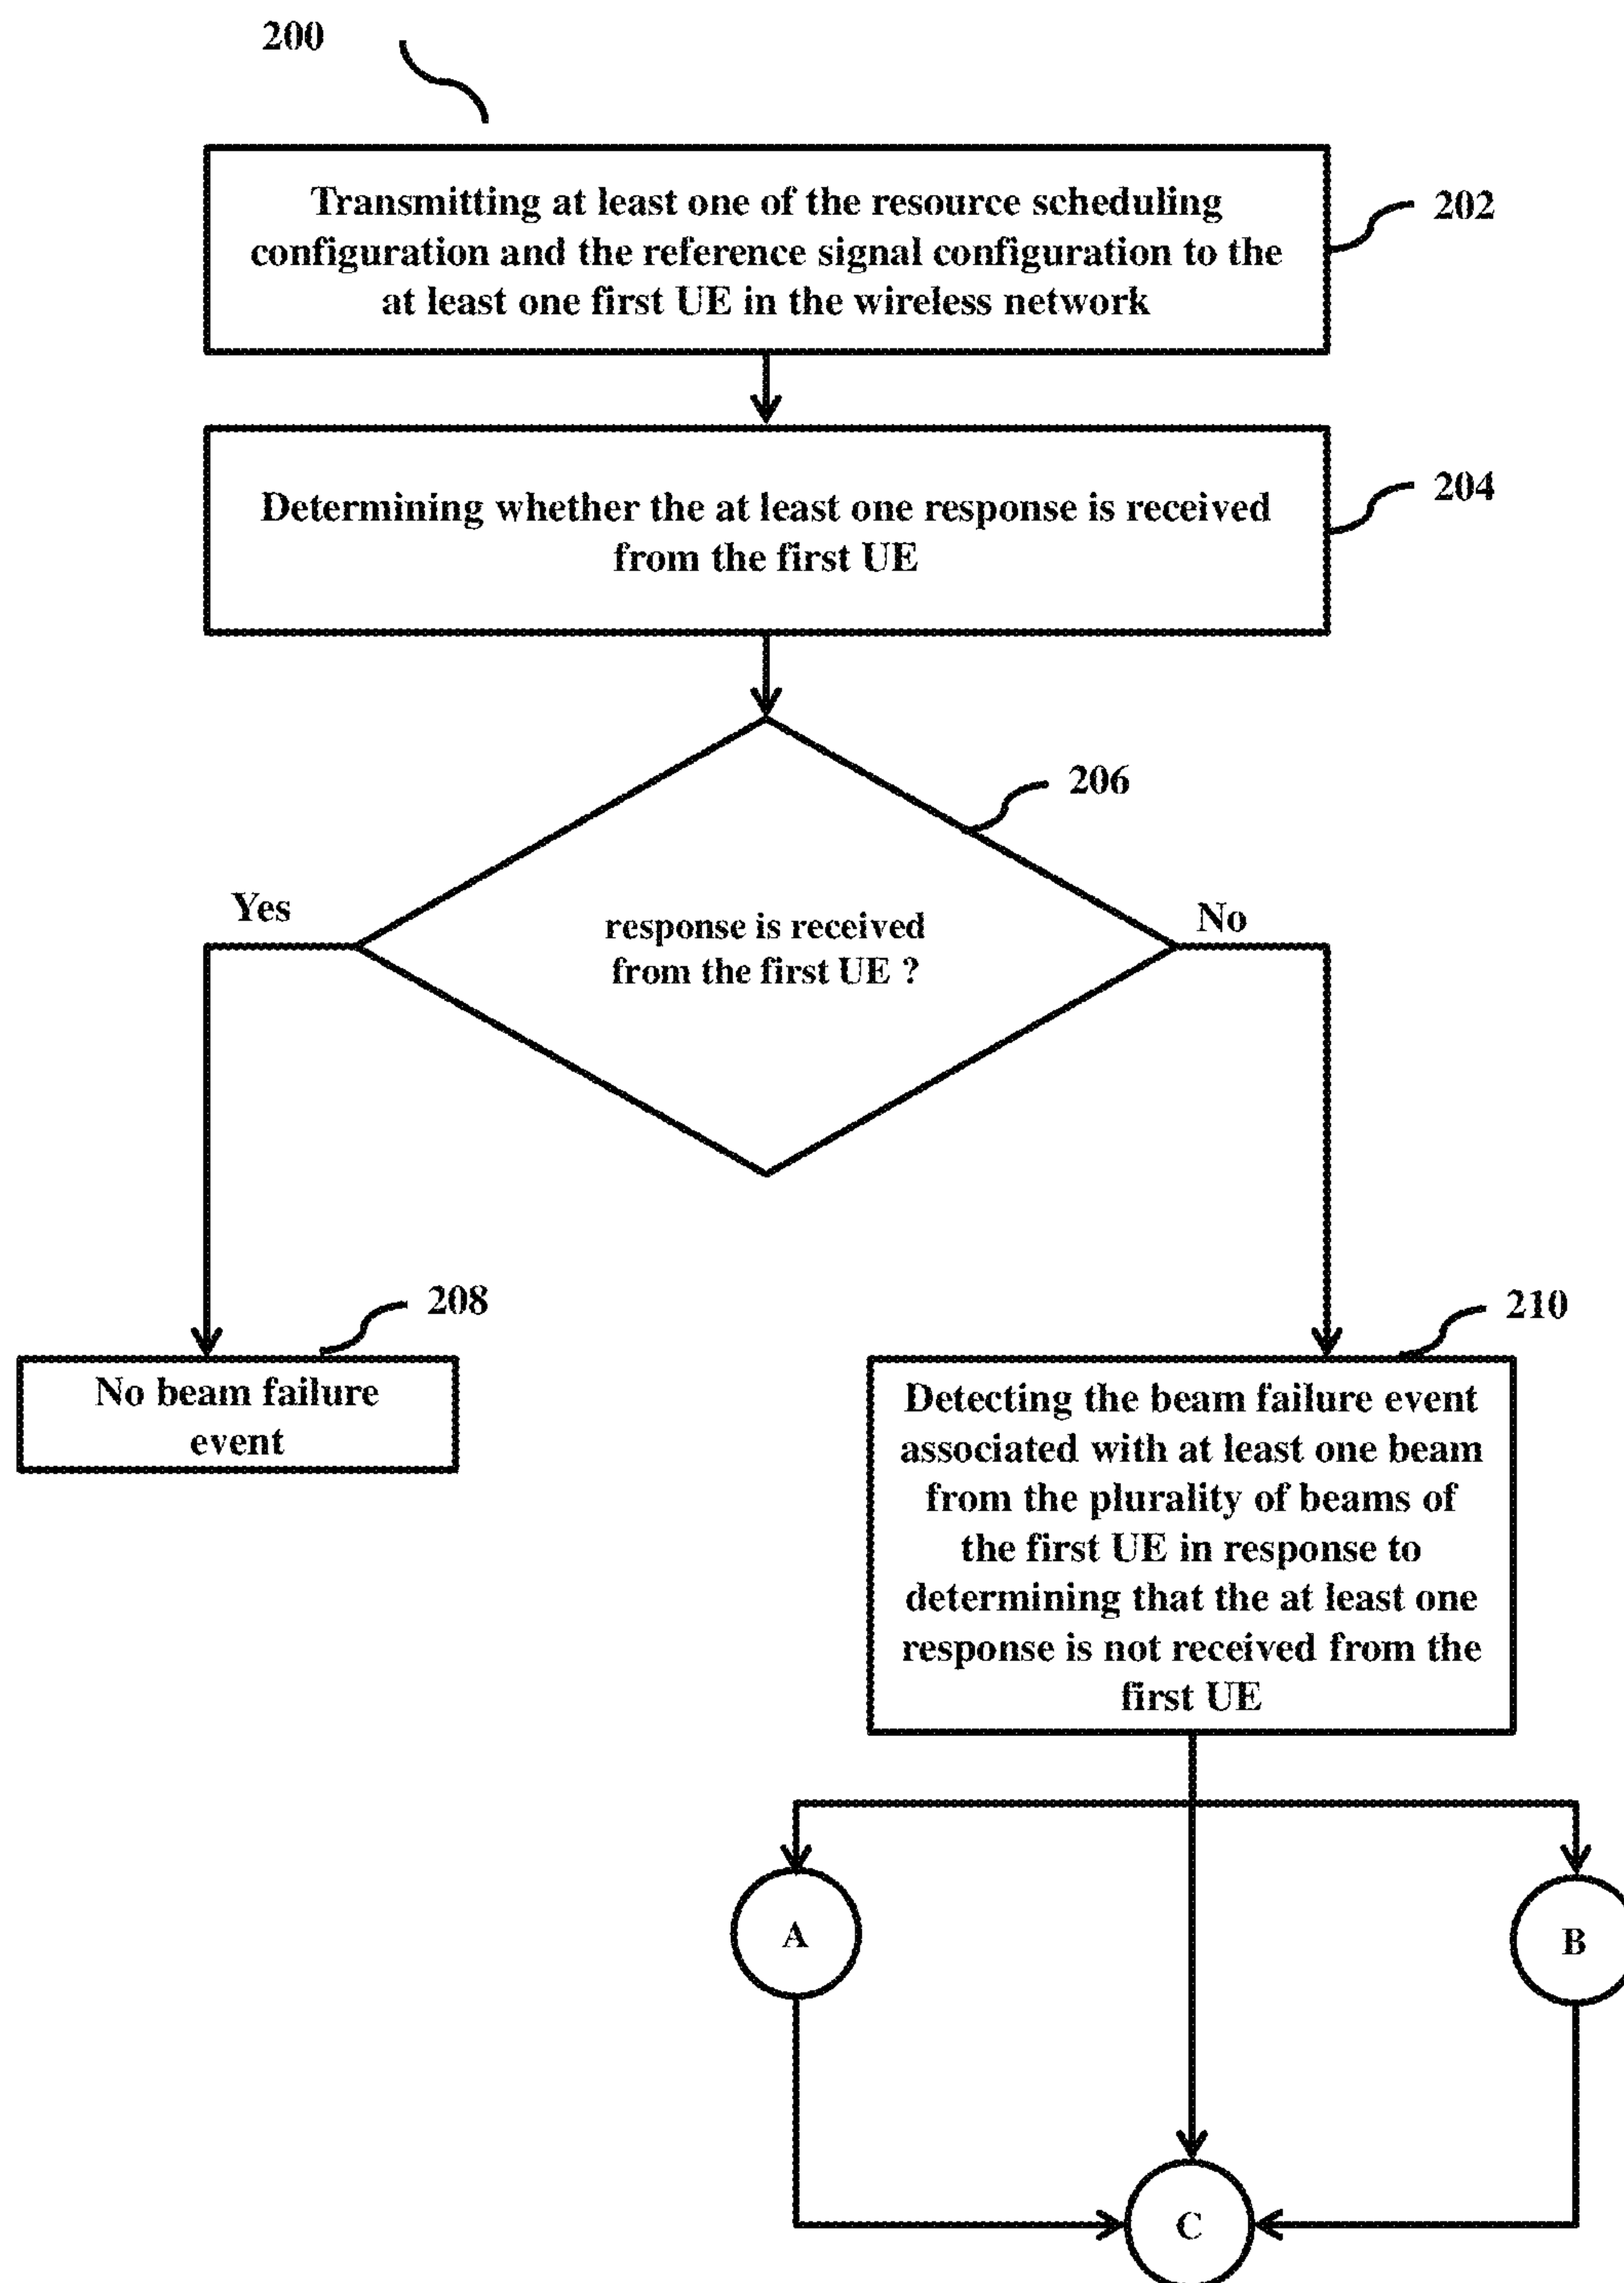 200
Transmitting at least one of the resource scheduling
configuration and the reference signal configuration to the
at least one first UE in the wireless network
202
Determining whether the at least one response is received
from the first UE
204
206
response is received
from the first UE ?
Yes
No
208
No beam failure
event
210
Detecting the beam failure event
associated with at least one beam
from the plurality of beams of
the first UE in response to
determining that the at least one
response is not received from the
first UE
A
B
C